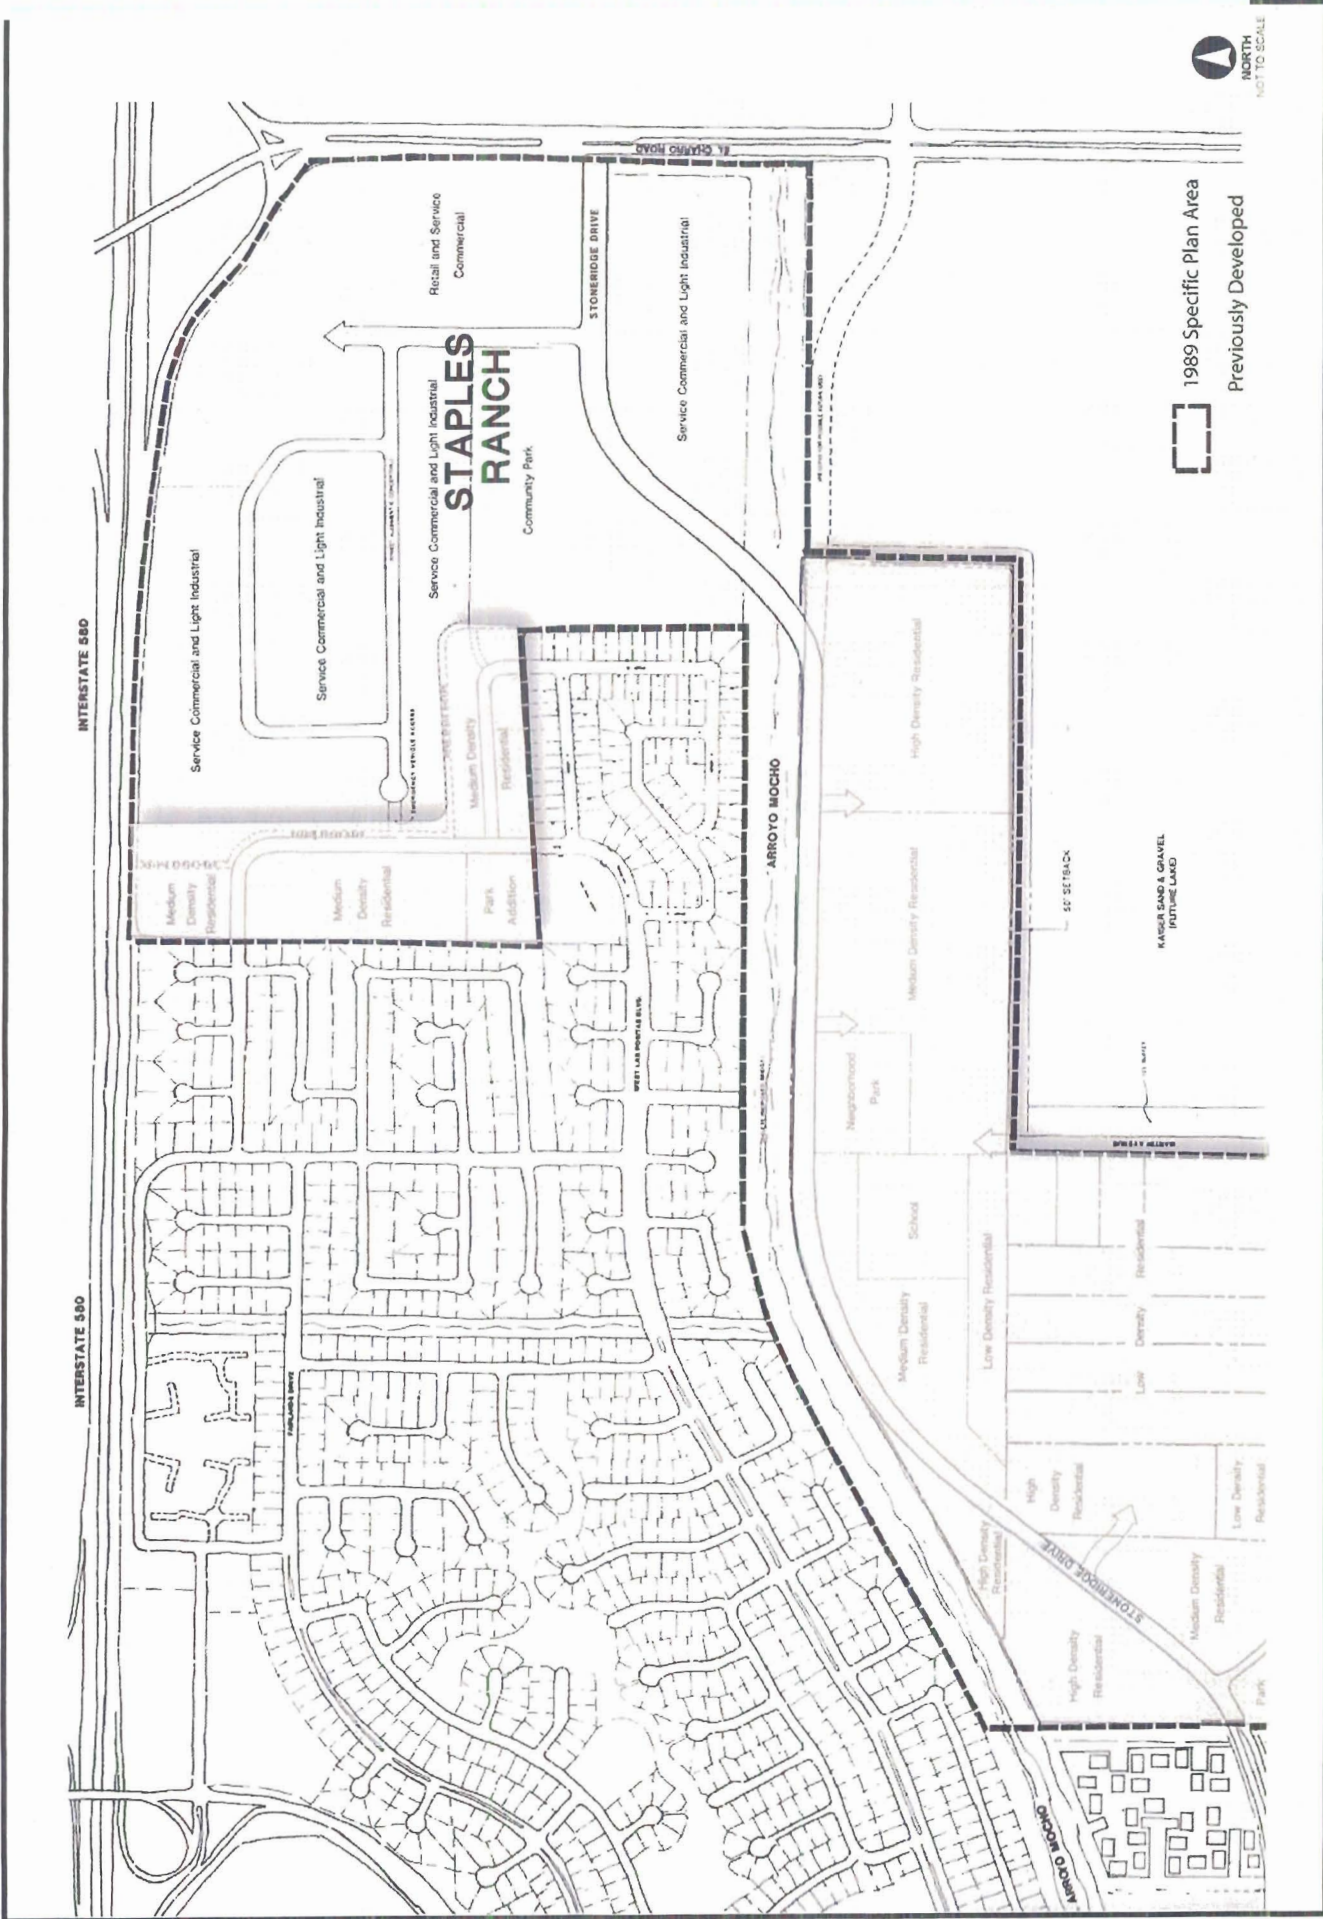 INTERSTATE 580
INTERSTATE 580
NORTH
NOT TO SCALE
EL CHARRO ROAD
Service Commercial and Light Industrial
Service Commercial and Light Industrial
Service Commercial and Light Industrial
Retail and Service
Commercial
STAPLES
RANCH
Community Park
STONERIDGE DRIVE
Service Commercial and Light Industrial
EMERGENCY VEHICLE ACCESS
Medium
Density
Residential
Medium
Density
Residential
Park
Addition
Medium Density
Residential
FAIRLANDS DRIVE
WEST LAS POSITAS BLVD.
ARROYO MOCHO
High Density Residential
Medium Density Residential
Neighborhood
Park
School
Medium Density
Residential
Low Density Residential
Low Density Residential
MARTIN AVENUE
50' SETBACK
KAISER SAND & GRAVEL
(FUTURE LAKE)
High
Density
Residential
Low Density
Residential
High Density
Residential
STONERIDGE DRIVE
Medium Density
Residential
High Density
Residential
Park
ARROYO MOCHO
1989 Specific Plan Area
Previously Developed